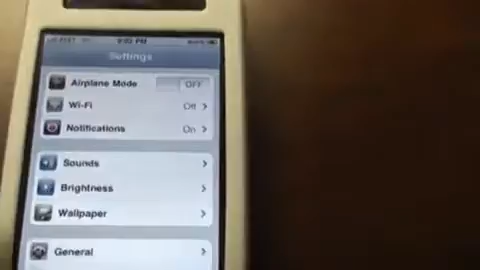 Settings
Airplane Mode OFF
Wi-Fi Off
Notifications On
Sounds
Brightness
Wallpaper
General